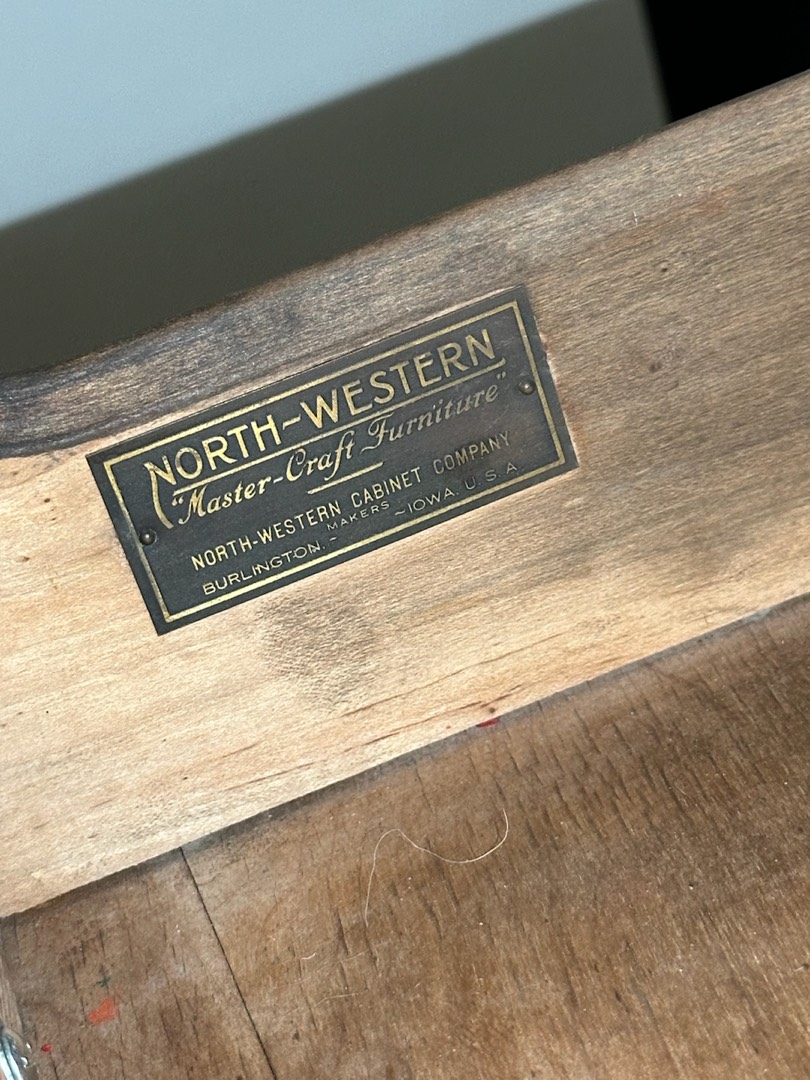 NORTH-WESTERN
"Master-Craft Furniture"
NORTH-WESTERN CABINET COMPANY
MAKERS
BURLINGTON. - ~IOWA. U. S. A.